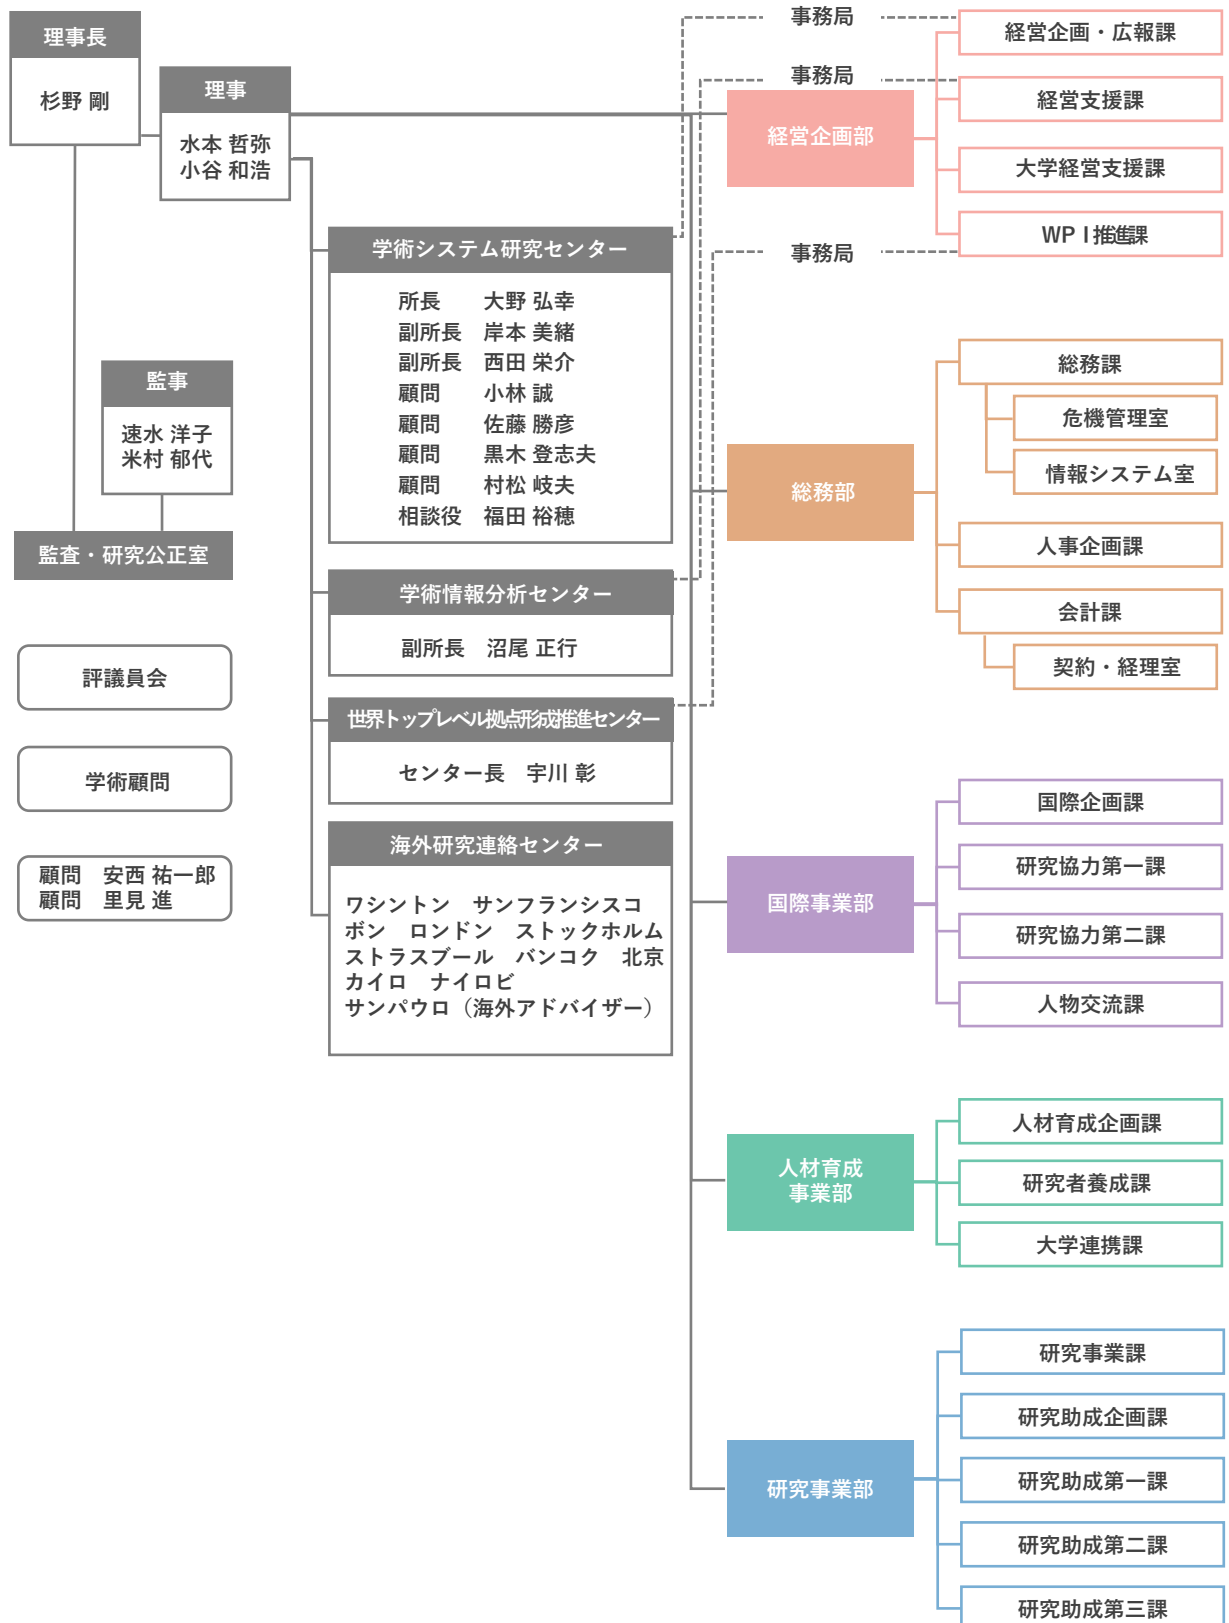 理事長
杉野 剛
理事
水本 哲弥
小谷 和浩
監事
速水 洋子
米村 郁代
監査・研究公正室
評議員会
学術顧問
顧問 安西 祐一郎
顧問 里見 進
学術システム研究センター
所長 大野 弘幸
副所長 岸本 美緒
副所長 西田 栄介
顧問 小林 誠
顧問 佐藤 勝彦
顧問 黒木 登志夫
顧問 村松 岐夫
相談役 福田 裕穂
学術情報分析センター
副所長 沼尾 正行
世界トップレベル拠点形成推進センター
センター長 宇川 彰
海外研究連絡センター
ワシントン サンフランシスコ
ボン ロンドン ストックホルム
ストラスブール バンコク 北京
カイロ ナイロビ
サンパウロ（海外アドバイザー）
事務局
事務局
事務局
経営企画部
経営企画・広報課
経営支援課
大学経営支援課
WPI推進課
総務部
総務課
危機管理室
情報システム室
人事企画課
会計課
契約・経理室
国際事業部
国際企画課
研究協力第一課
研究協力第二課
人物交流課
人材育成
事業部
人材育成企画課
研究者養成課
大学連携課
研究事業部
研究事業課
研究助成企画課
研究助成第一課
研究助成第二課
研究助成第三課